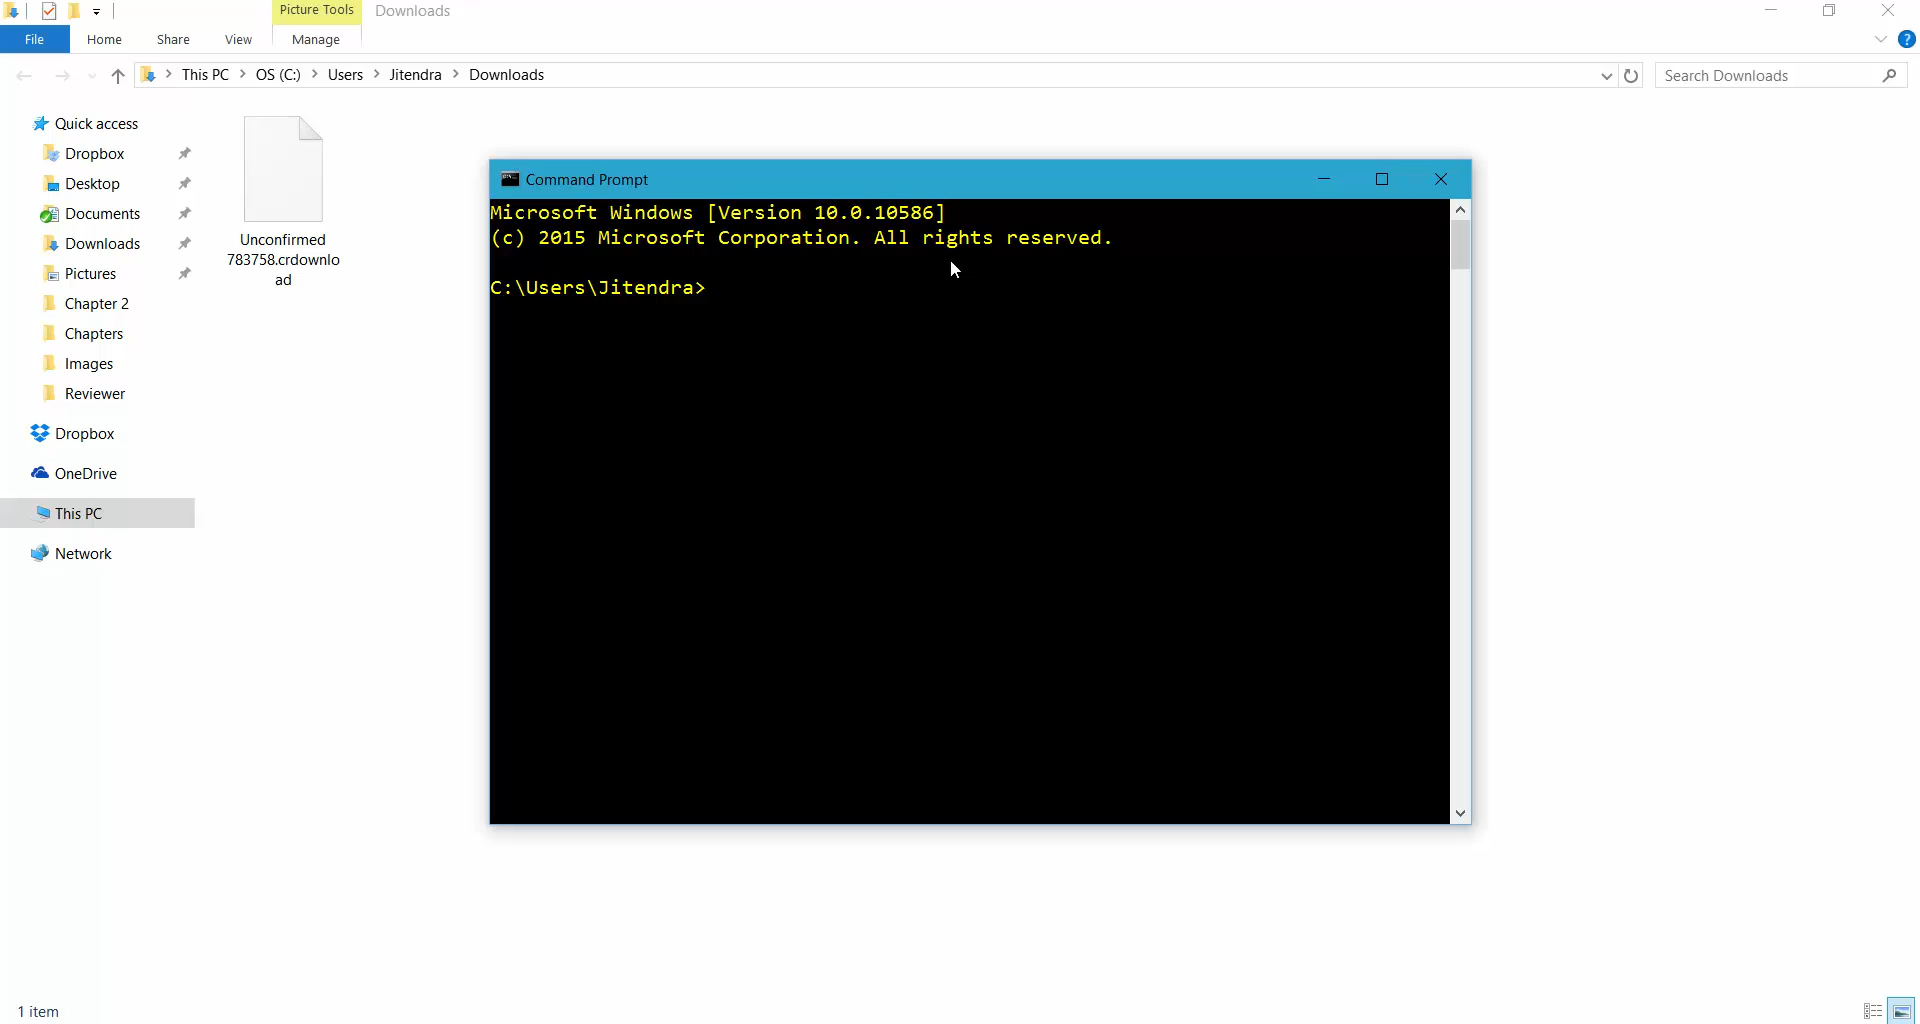 Picture Tools
Downloads
File
Home
Share
View
Manage
This PC
OS (C:)
Users
Jitendra
Downloads
Search Downloads
Quick access
Dropbox
Desktop
Documents
Downloads
Pictures
Chapter 2
Chapters
Images
Reviewer
Dropbox
OneDrive
This PC
Network
Unconfirmed
783758.crdownlo
ad
Command Prompt
Microsoft Windows [Version 10.0.10586]
(c) 2015 Microsoft Corporation. All rights reserved.
C:\Users\Jitendra>
1 item